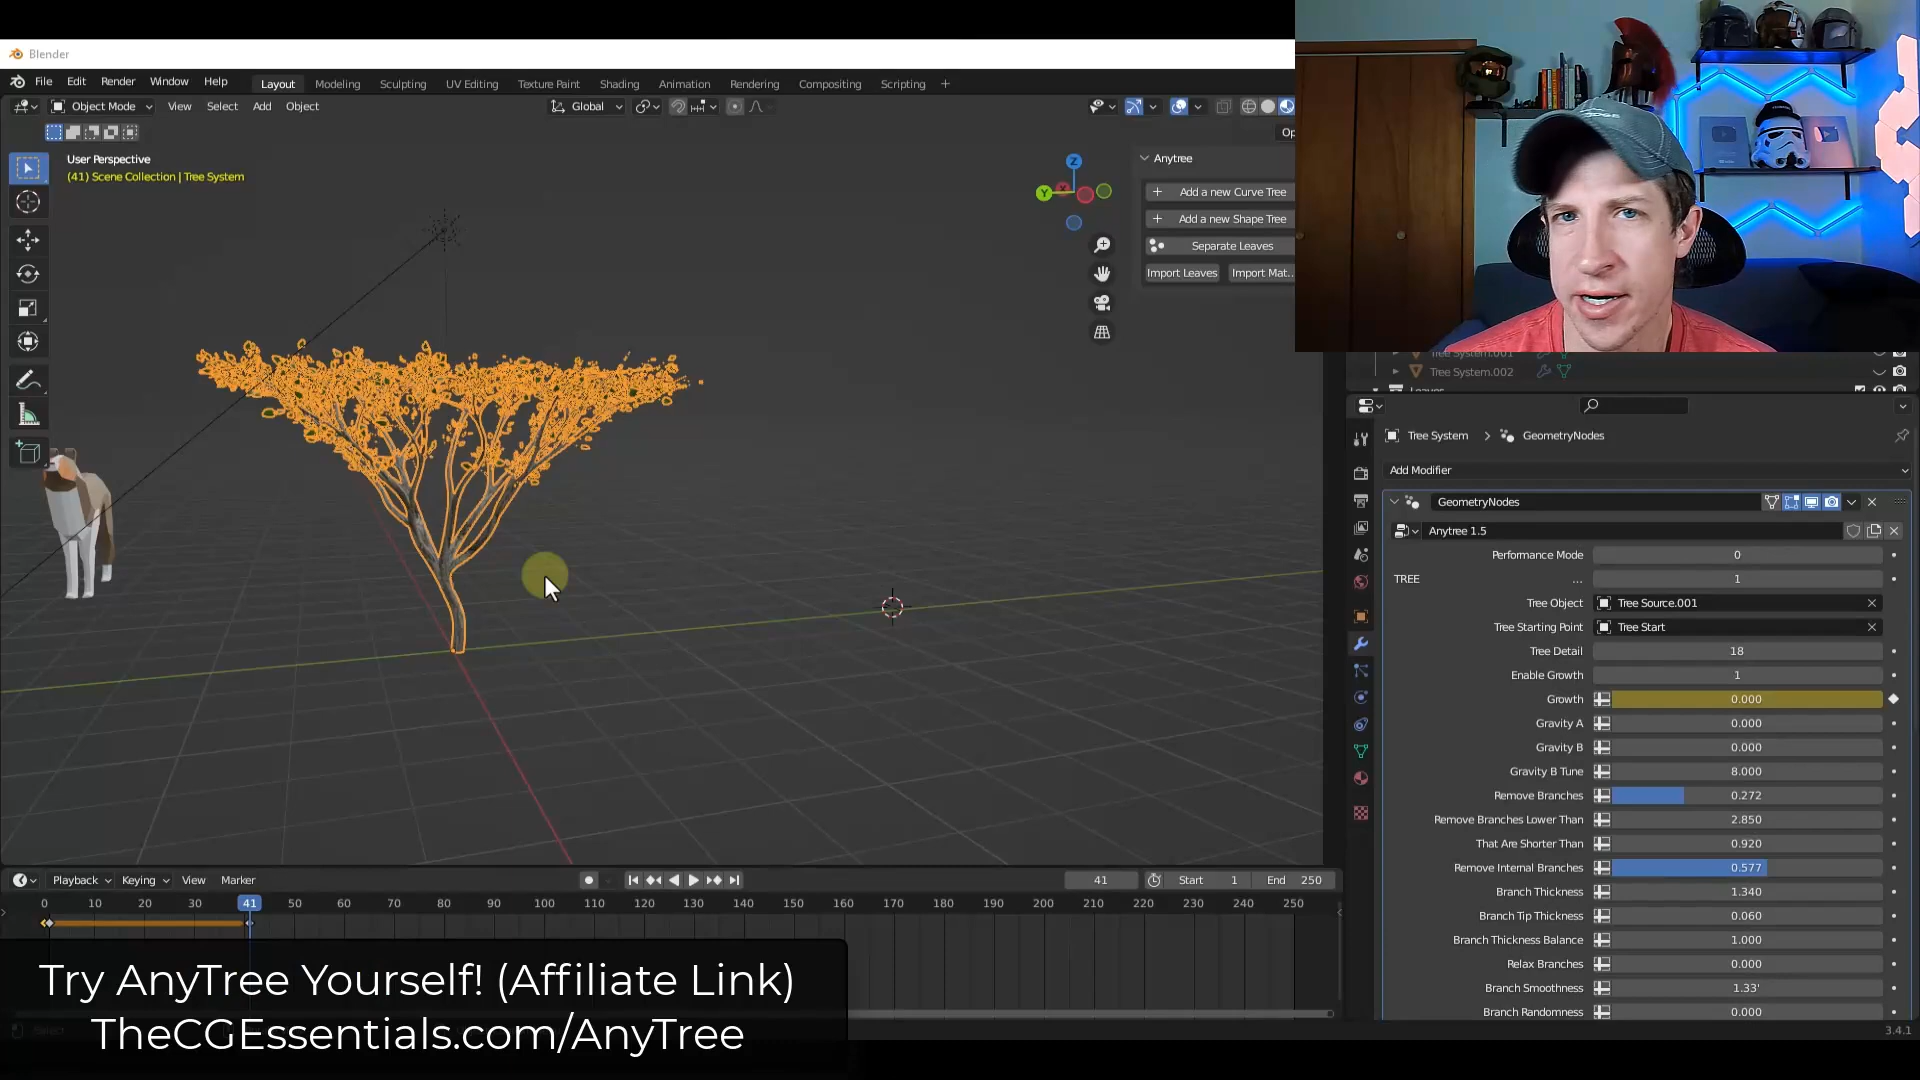 Blender
File Edit Render Window Help
Layout Modeling Sculpting UV Editing Texture Paint Shading Animation Rendering Compositing Scripting +
Object Mode View Select Add Object Global
Op
User Perspective
(41) Scene Collection | Tree System
Z
Y
Anytree
Add a new Curve Tree
Add a new Shape Tree
Separate Leaves
Import Leaves Import Mat...
Tree System.001
Tree System.002
Leaves
Tree System > GeometryNodes
Add Modifier
GeometryNodes
Anytree 1.5
Performance Mode 0
TREE ... 1
Tree Object Tree Source.001
Tree Starting Point Tree Start
Tree Detail 18
Enable Growth 1
Growth 0.000
Gravity A 0.000
Gravity B 0.000
Gravity B Tune 8.000
Remove Branches 0.272
Remove Branches Lower Than 2.850
That Are Shorter Than 0.920
Remove Internal Branches 0.577
Branch Thickness 1.340
Branch Tip Thickness 0.060
Branch Thickness Balance 1.000
Relax Branches 0.000
Branch Smoothness 1.33'
Branch Randomness 0.000
3.4.1
Playback Keying View Marker 41 Start 1 End 250
0 10 20 30 41 50 60 70 80 90 100 110 120 130 140 150 160 170 180 190 200 210 220 230 240 250
Try AnyTree Yourself! (Affiliate Link)
TheCGEssentials.com/AnyTree